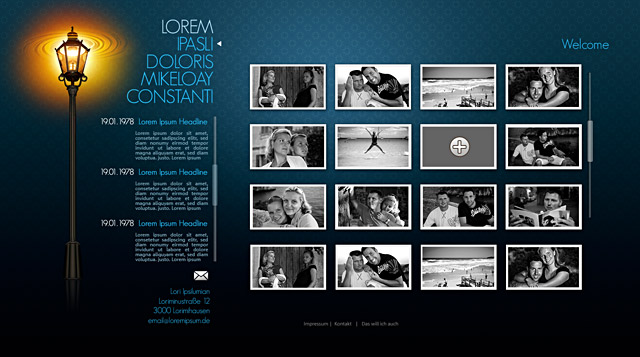 LOREM
IPASLI
DOLORIS
MIKELOAY
CONSTANTI
Welcome
19.01.1978 Lorem Ipsum Headline
Lorem ipsum dolor sit amet,
consetetur sadipscing elitr, sed
diam nonumy eirmod tempor
invidunt ut labore et dolore et
magna aliquyam erat, sed diam
voluptua. Lorem Ipsum
19.01.1978 Lorem Ipsum Headline
Lorem ipsum dolor sit amet,
consetetur sadipscing elitr, sed
diam nonumy eirmod tempor
invidunt ut labore et dolore et
magna aliquyam erat, sed diam
voluptua. Lorem Ipsum
19.01.1978 Lorem Ipsum Headline
Lorem ipsum dolor sit amet,
consetetur sadipscing elitr, sed
diam nonumy eirmod tempor
invidunt ut labore et dolore et
magna aliquyam erat, sed diam
voluptua. Lorem Ipsum
Lori Ipsilumian
Loriminustraße 12
3000 Lorimihausen
email@loremipsum.de
Impressum | Kontakt | Das will ich auch